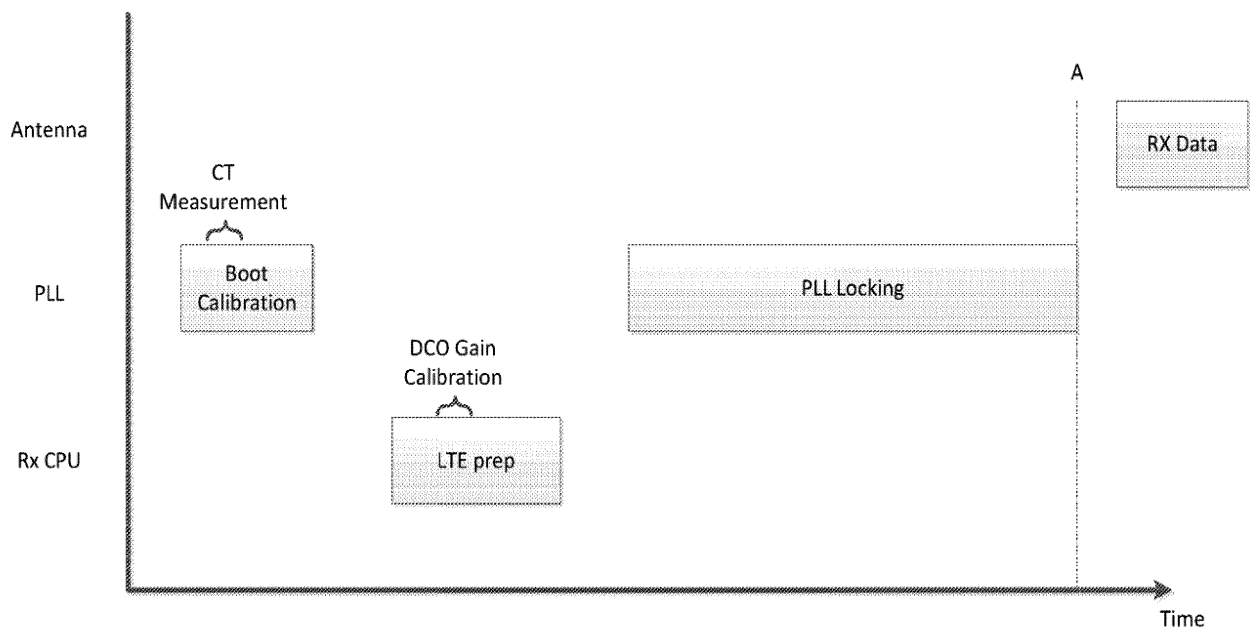 A
Antenna
RX Data
CT
Measurement
Boot
Calibration
PLL
PLL Locking
DCO Gain
Calibration
Rx CPU
LTE prep
Time